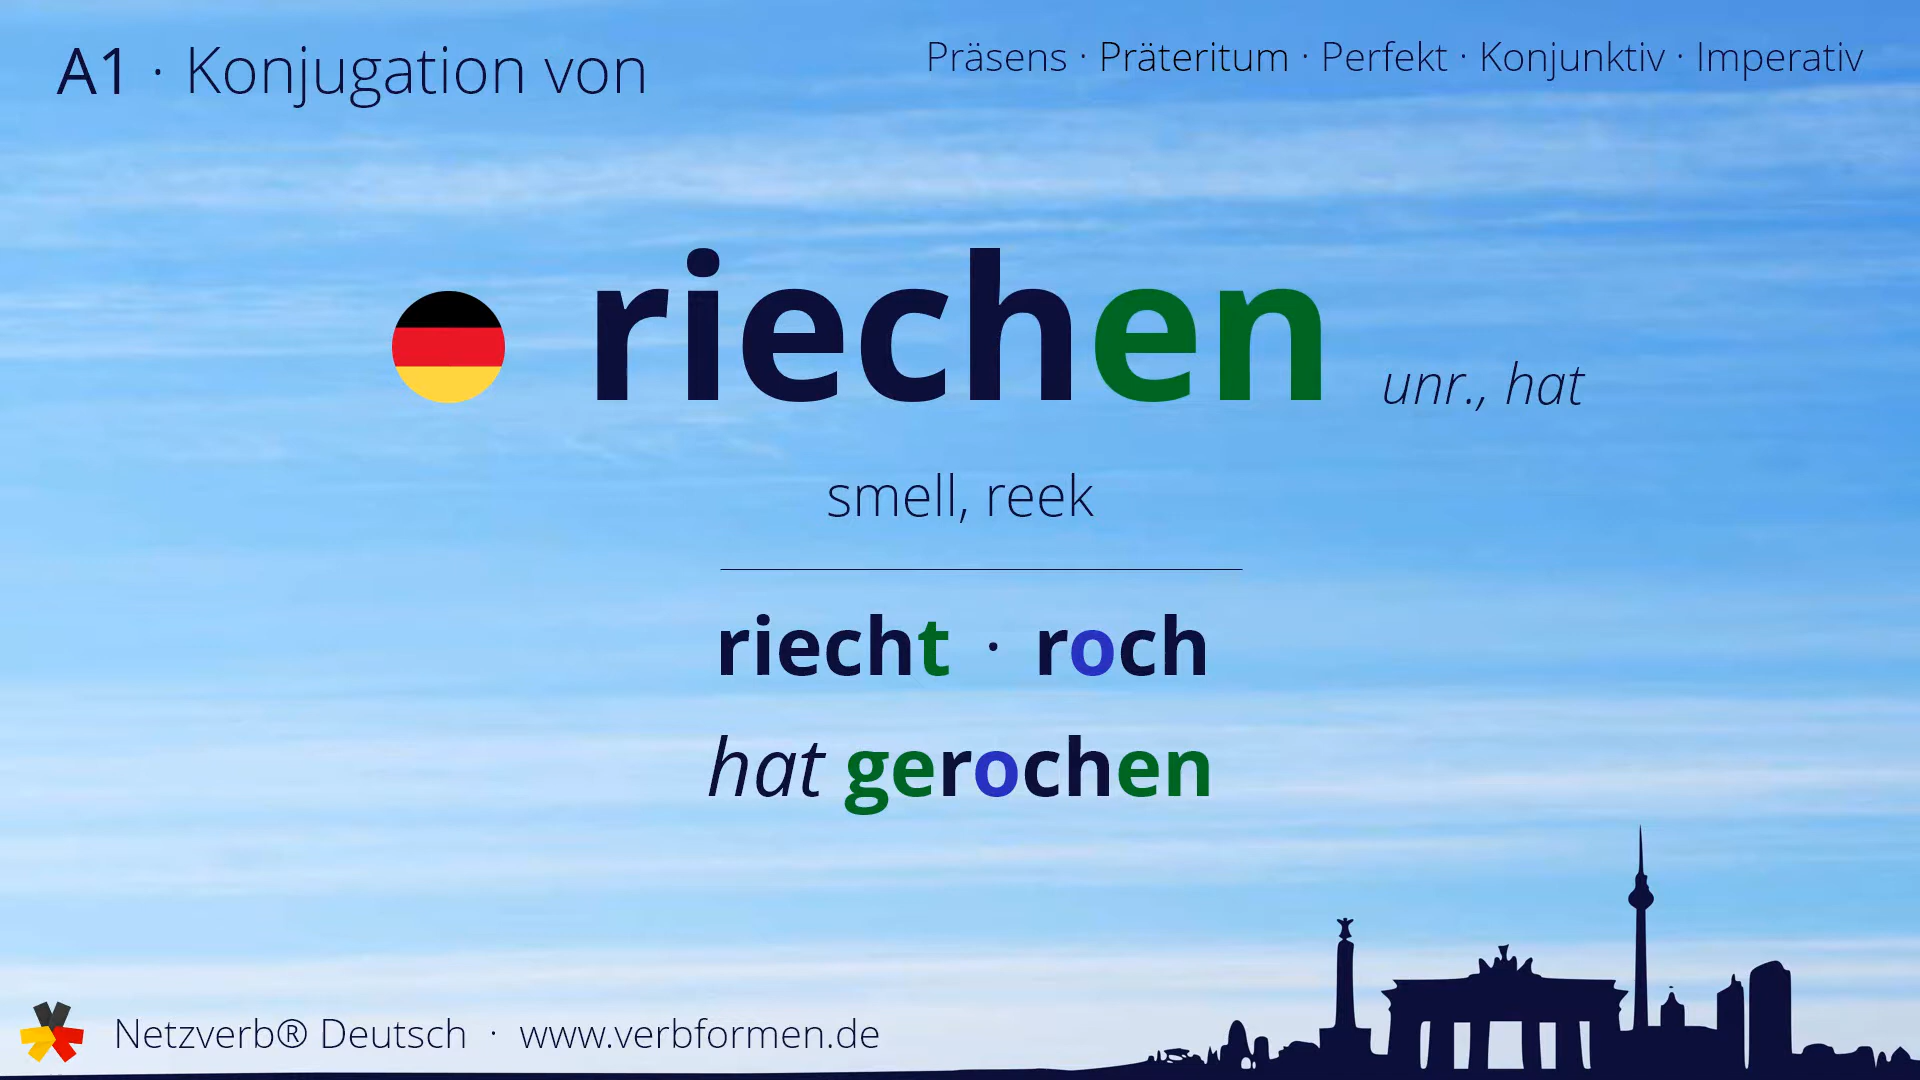 A1 · Konjugation von
Präsens · Präteritum · Perfekt · Konjunktiv · Imperativ
riechen unr., hat
smell, reek
riecht · roch
hat gerochen
Netzverb® Deutsch · www.verbformen.de